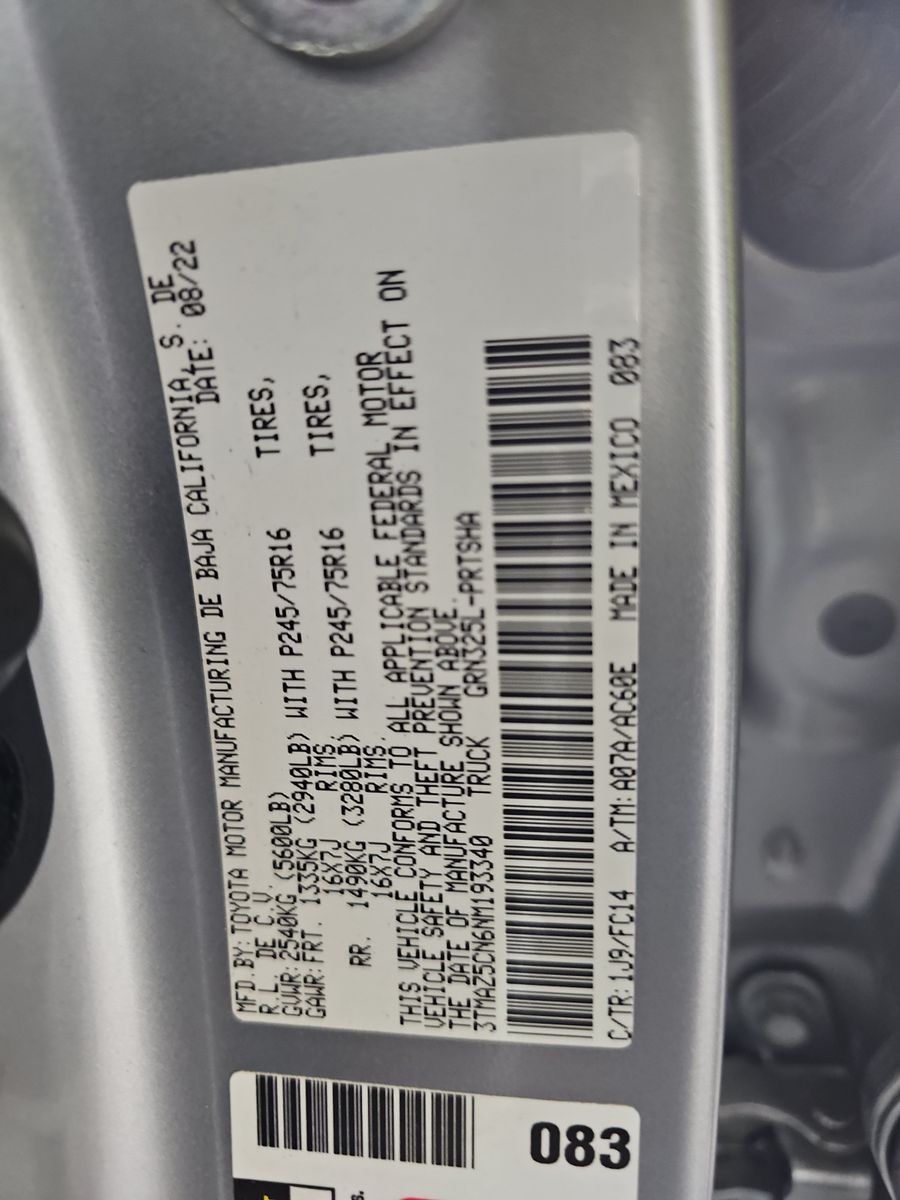 MFD.BY:TOYOTA MOTOR MANUFACTURING DE BAJA CALIFORNIA, S. DE
R.L. DE C.V. DATE: 08/22
GVWR:2540KG (5600LB)
GAWR:FRT. 1335KG (2940LB) WITH P245/75R16 TIRES,
16X7J RIMS,
RR. 1490KG (3280LB) WITH P245/75R16 TIRES,
16X7J RIMS.
THIS VEHICLE CONFORMS TO ALL APPLICABLE FEDERAL MOTOR
VEHICLE SAFETY AND THEFT PREVENTION STANDARDS IN EFFECT ON
THE DATE OF MANUFACTURE SHOWN ABOVE.
3TMAZ5CN6NM193340 TRUCK GRN325L-PRTSHA
C/TR:1J9/FC14 A/TM:A07A/AC60E MADE IN MEXICO 083
083
s.